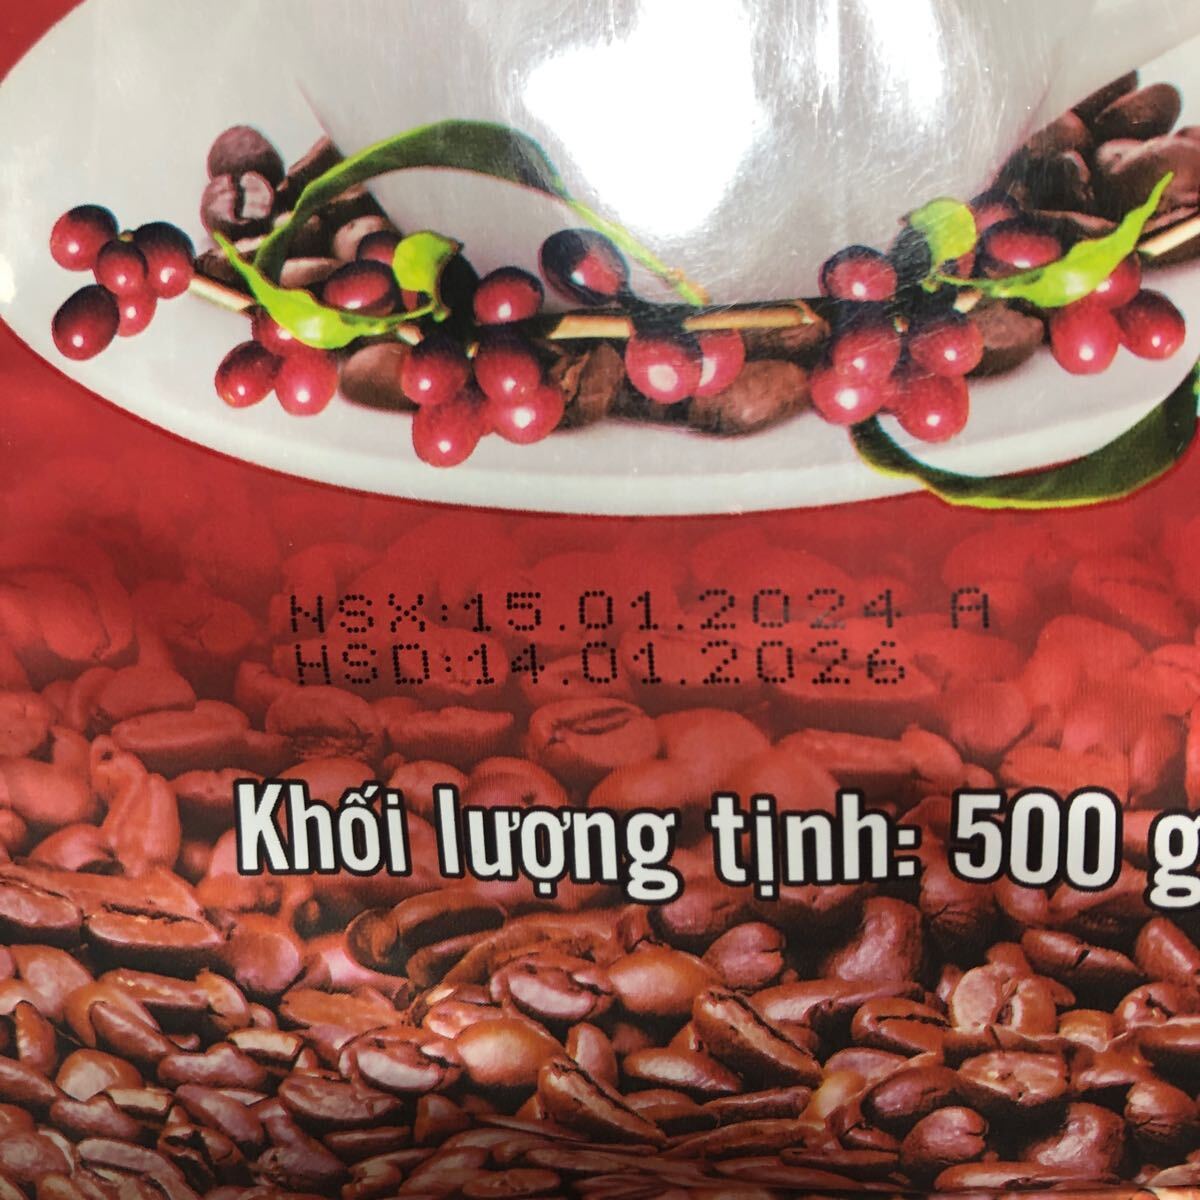 NSX:15.01.2024 A
HSD:14.01.2026
Khối lượng tịnh: 500 g